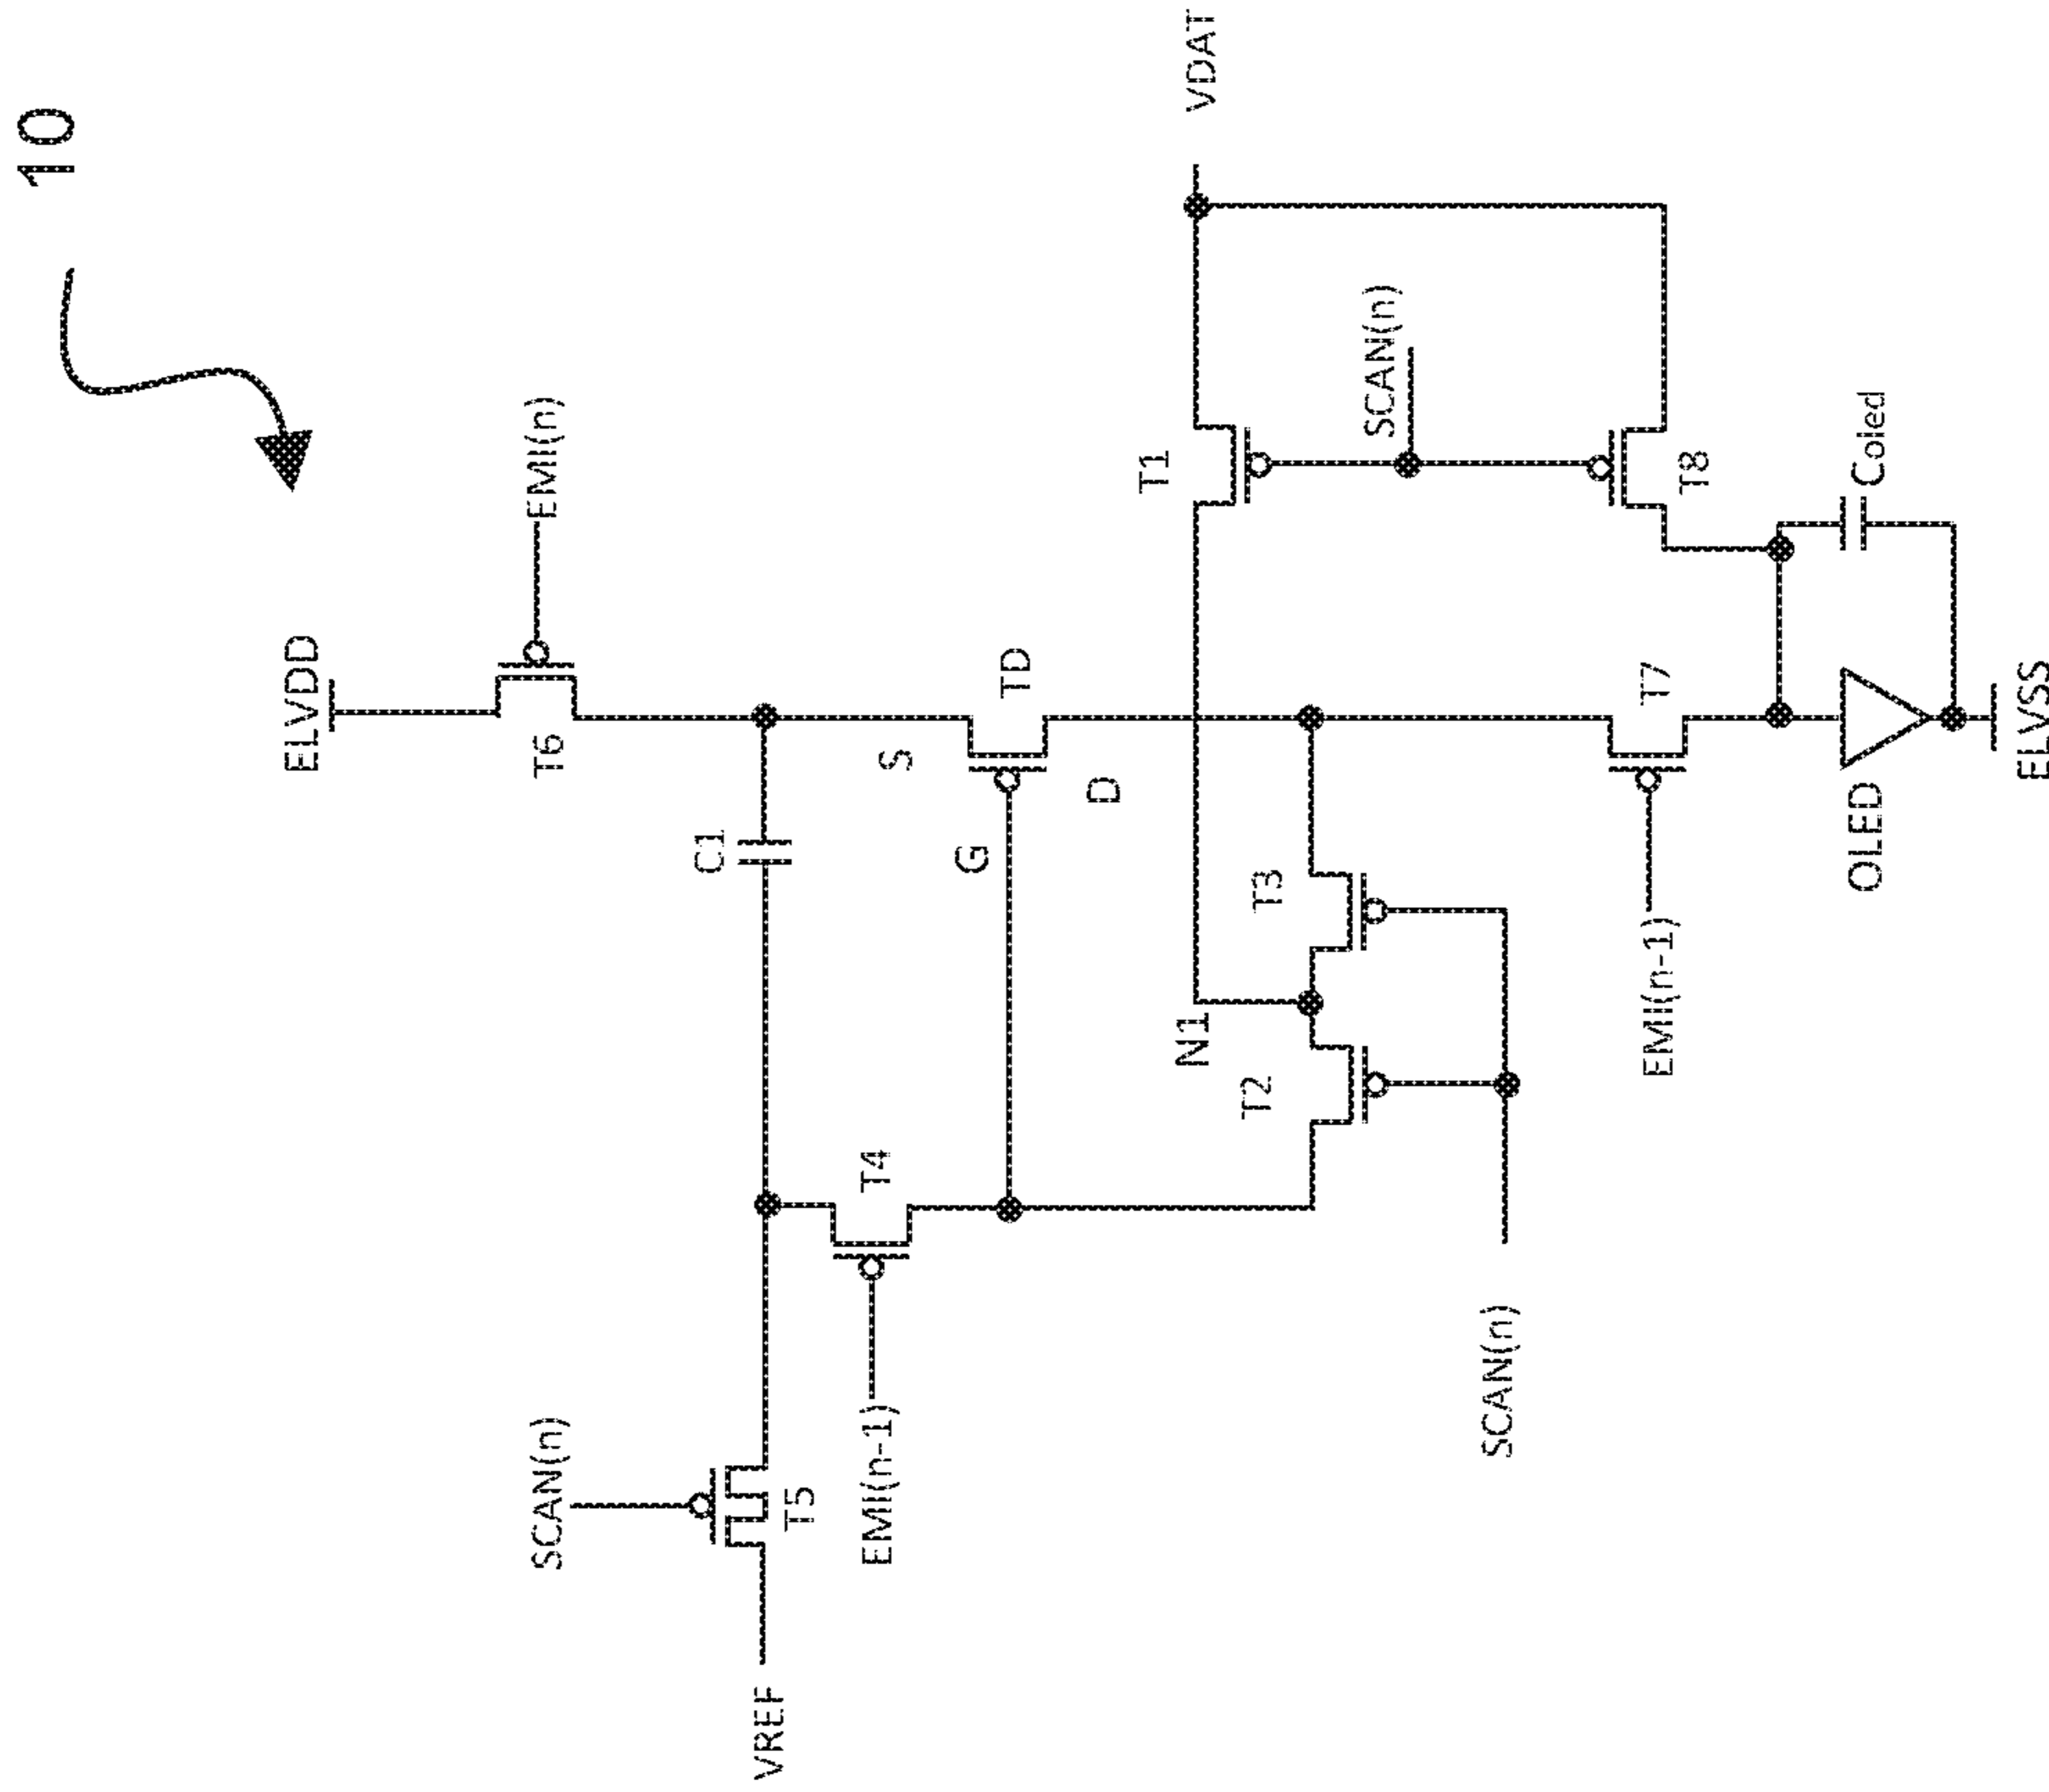 10
ELVDD
EMI(n)
T6
C1
S
TD
G
D
T4
SCAN(n)
T5
VREF
EMI(n-1)
VDAT
T1
SCAN(n)
T8
Coled
N1
T2
T3
SCAN(n)
T7
EMI(n-1)
OLED
ELVSS